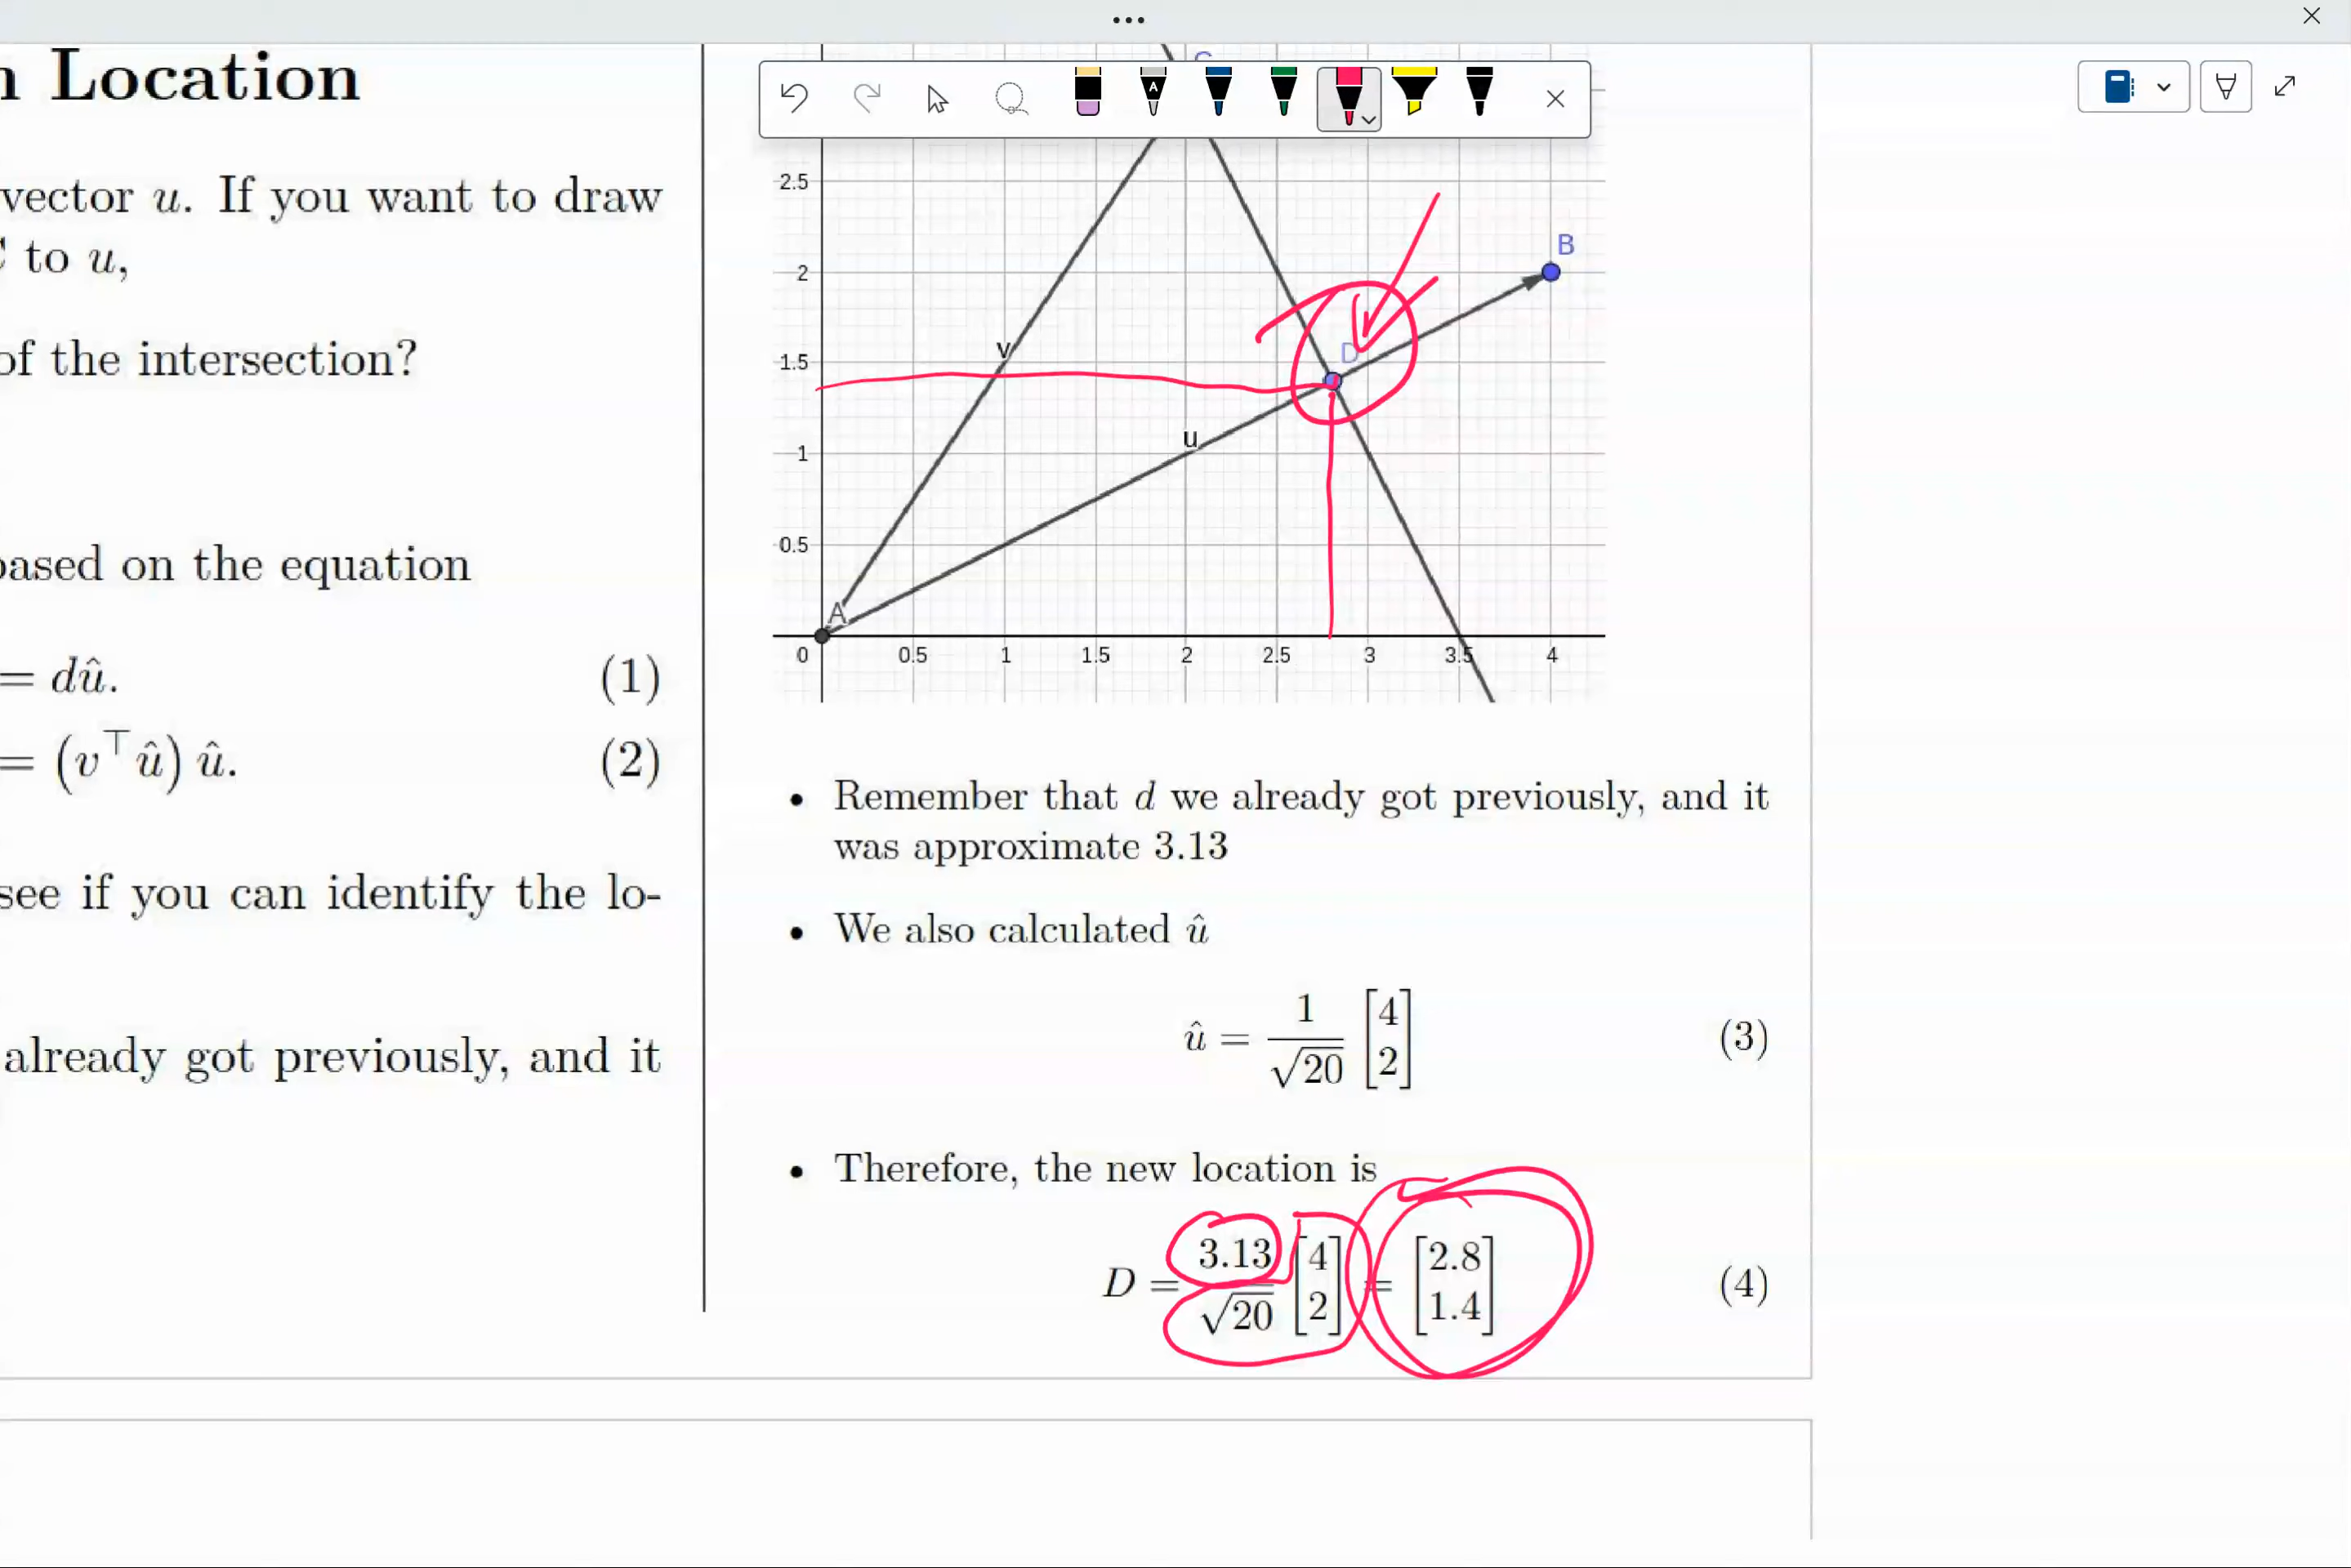 n Location
vector u. If you want to draw
C to u,
of the intersection?
based on the equation
= dû. (1)
= (v⊤û) û. (2)
see if you can identify the lo-
already got previously, and it
2.5
2
1.5
1
0.5
0 0.5 1 1.5 2 2.5 3 3.5 4
A
B
D
v
u
• Remember that d we already got previously, and it
was approximate 3.13
• We also calculated û
û = 1/√20 [4 2] (3)
• Therefore, the new location is
D = 3.13/√20 [4 2] = [2.8 1.4] (4)